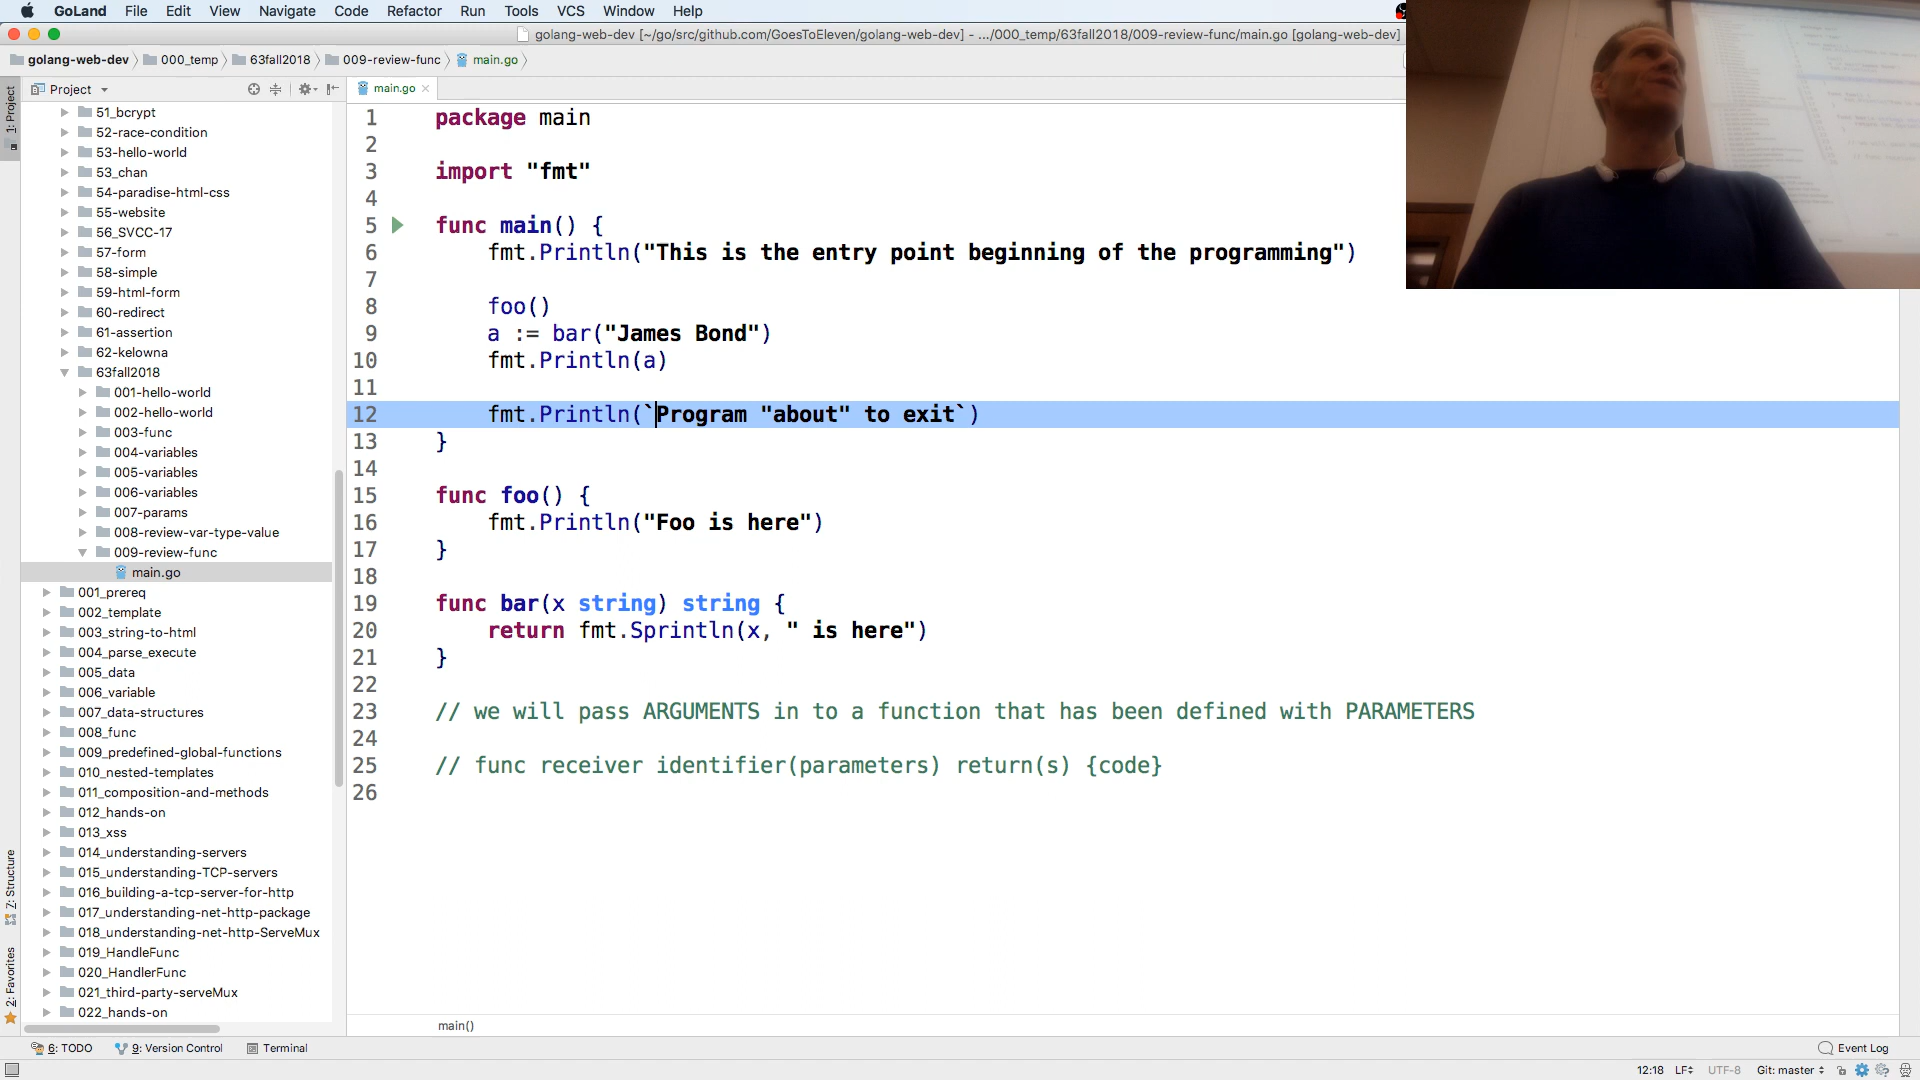 GoLand File Edit View Navigate Code Refactor Run Tools VCS Window Help
golang-web-dev [~/go/src/github.com/GoesToEleven/golang-web-dev] - .../000_temp/63fall2018/009-review-func/main.go [golang-web-dev]
golang-web-dev 000_temp 63fall2018 009-review-func main.go
1: Project
Project
main.go
51_bcrypt
52-race-condition
53-hello-world
53_chan
54-paradise-html-css
55-website
56_SVCC-17
57-form
58-simple
59-html-form
60-redirect
61-assertion
62-kelowna
63fall2018
001-hello-world
002-hello-world
003-func
004-variables
005-variables
006-variables
007-params
008-review-var-type-value
009-review-func
main.go
001_prereq
002_template
003_string-to-html
004_parse_execute
005_data
006_variable
007_data-structures
008_func
009_predefined-global-functions
010_nested-templates
011_composition-and-methods
012_hands-on
013_xss
014_understanding-servers
015_understanding-TCP-servers
016_building-a-tcp-server-for-http
017_understanding-net-http-package
018_understanding-net-http-ServeMux
019_HandleFunc
020_HandlerFunc
021_third-party-serveMux
022_hands-on
7: Structure
2: Favorites
1 package main
2
3 import "fmt"
4
5 func main() {
6 fmt.Println("This is the entry point beginning of the programming")
7
8 foo()
9 a := bar("James Bond")
10 fmt.Println(a)
11
12 fmt.Println(`Program "about" to exit`)
13 }
14
15 func foo() {
16 fmt.Println("Foo is here")
17 }
18
19 func bar(x string) string {
20 return fmt.Sprintln(x, " is here")
21 }
22
23 // we will pass ARGUMENTS in to a function that has been defined with PARAMETERS
24
25 // func receiver identifier(parameters) return(s) {code}
26
main()
6: TODO 9: Version Control Terminal Event Log
12:18 LF UTF-8 Git: master